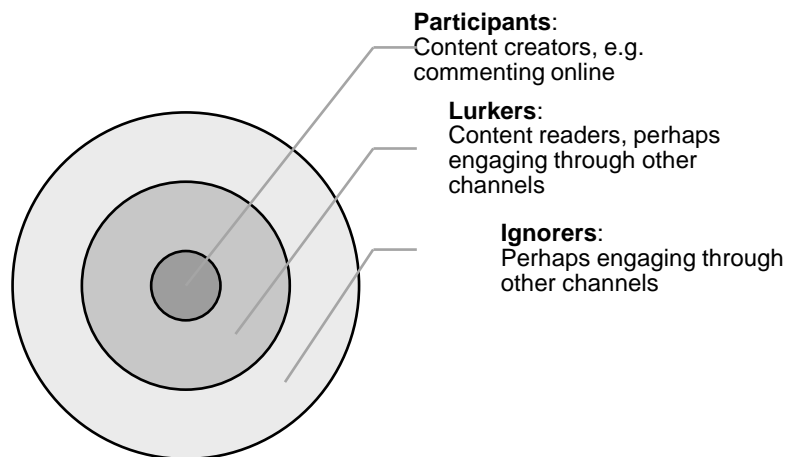 Participants:
Content creators, e.g.
commenting online
Lurkers:
Content readers, perhaps
engaging through other
channels
Ignorers:
Perhaps engaging through
other channels